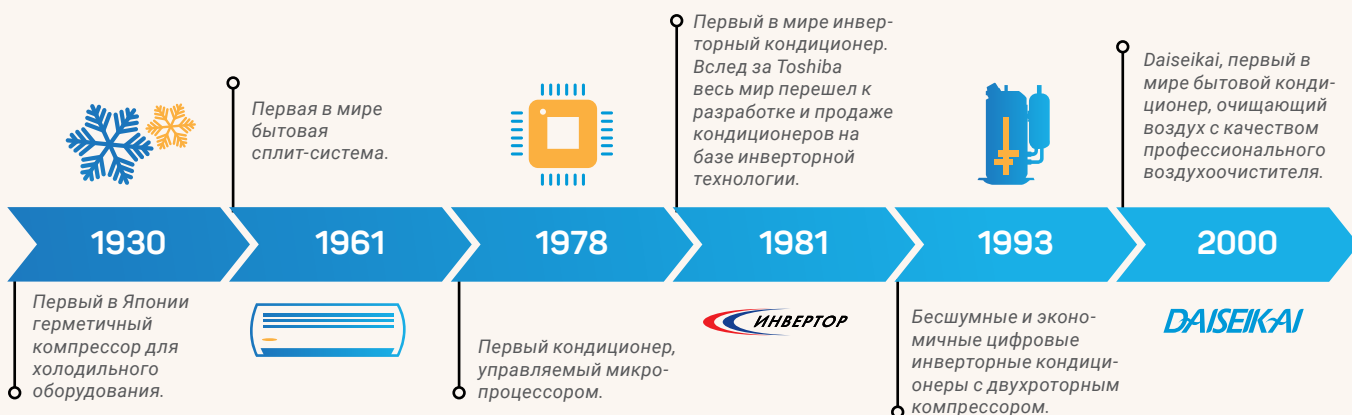 Первый в мире инвер-
торный кондиционер.
Вслед за Toshiba
весь мир перешел к
разработке и продаже
кондиционеров на
базе инверторной
технологии.
Daiseikai, первый в
мире бытовой конди-
ционер, очищающий
воздух с качеством
профессионального
воздухоочистителя.
Первая в мире
бытовая
сплит-система.
1930
1961
1978
1981
1993
2000
Первый в Японии
герметичный
компрессор для
холодильного
оборудования.
Первый кондиционер,
управляемый микро-
процессором.
ИНВЕРТОР
Бесшумные и эконо-
мичные цифровые
инверторные кондици-
онеры с двухроторным
компрессором.
DAISEIKAI